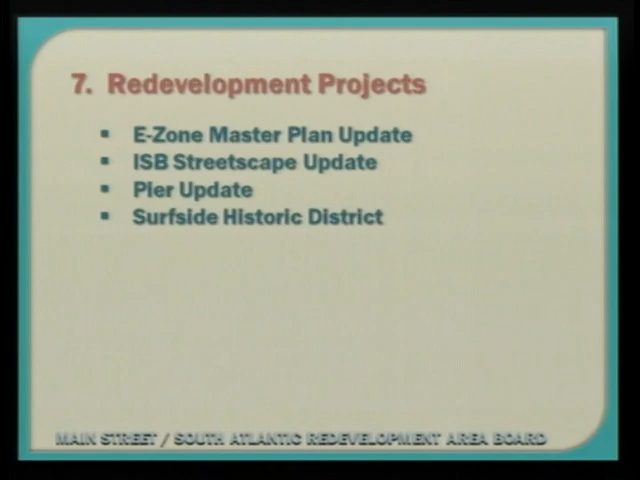 7. Redevelopment Projects
▪ E-Zone Master Plan Update
▪ ISB Streetscape Update
▪ Pier Update
▪ Surfside Historic District
MAIN STREET / SOUTH ATLANTIC REDEVELOPMENT AREA BOARD